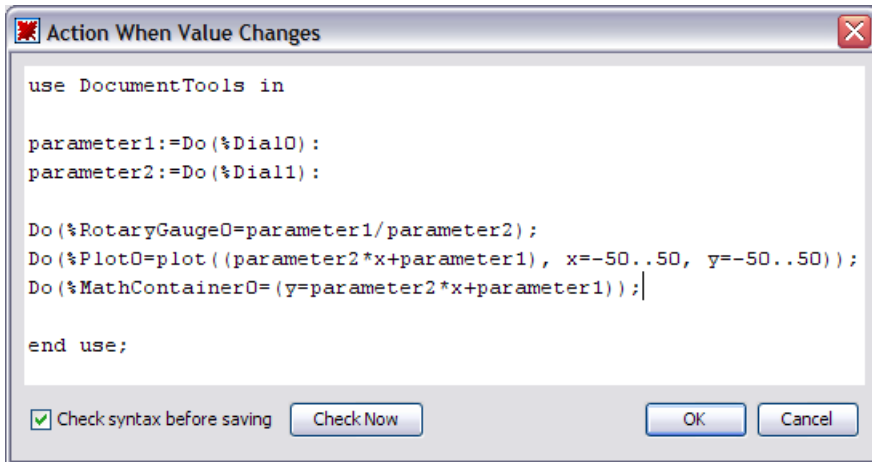 Action When Value Changes
use DocumentTools in
parameter1:=Do(%Dial0):
parameter2:=Do(%Dial1):
Do(%RotaryGauge0=parameter1/parameter2);
Do(%Plot0=plot((parameter2*x+parameter1), x=-50..50, y=-50..50));
Do(%MathContainer0=(y=parameter2*x+parameter1));
end use;
Check syntax before saving Check Now OK Cancel